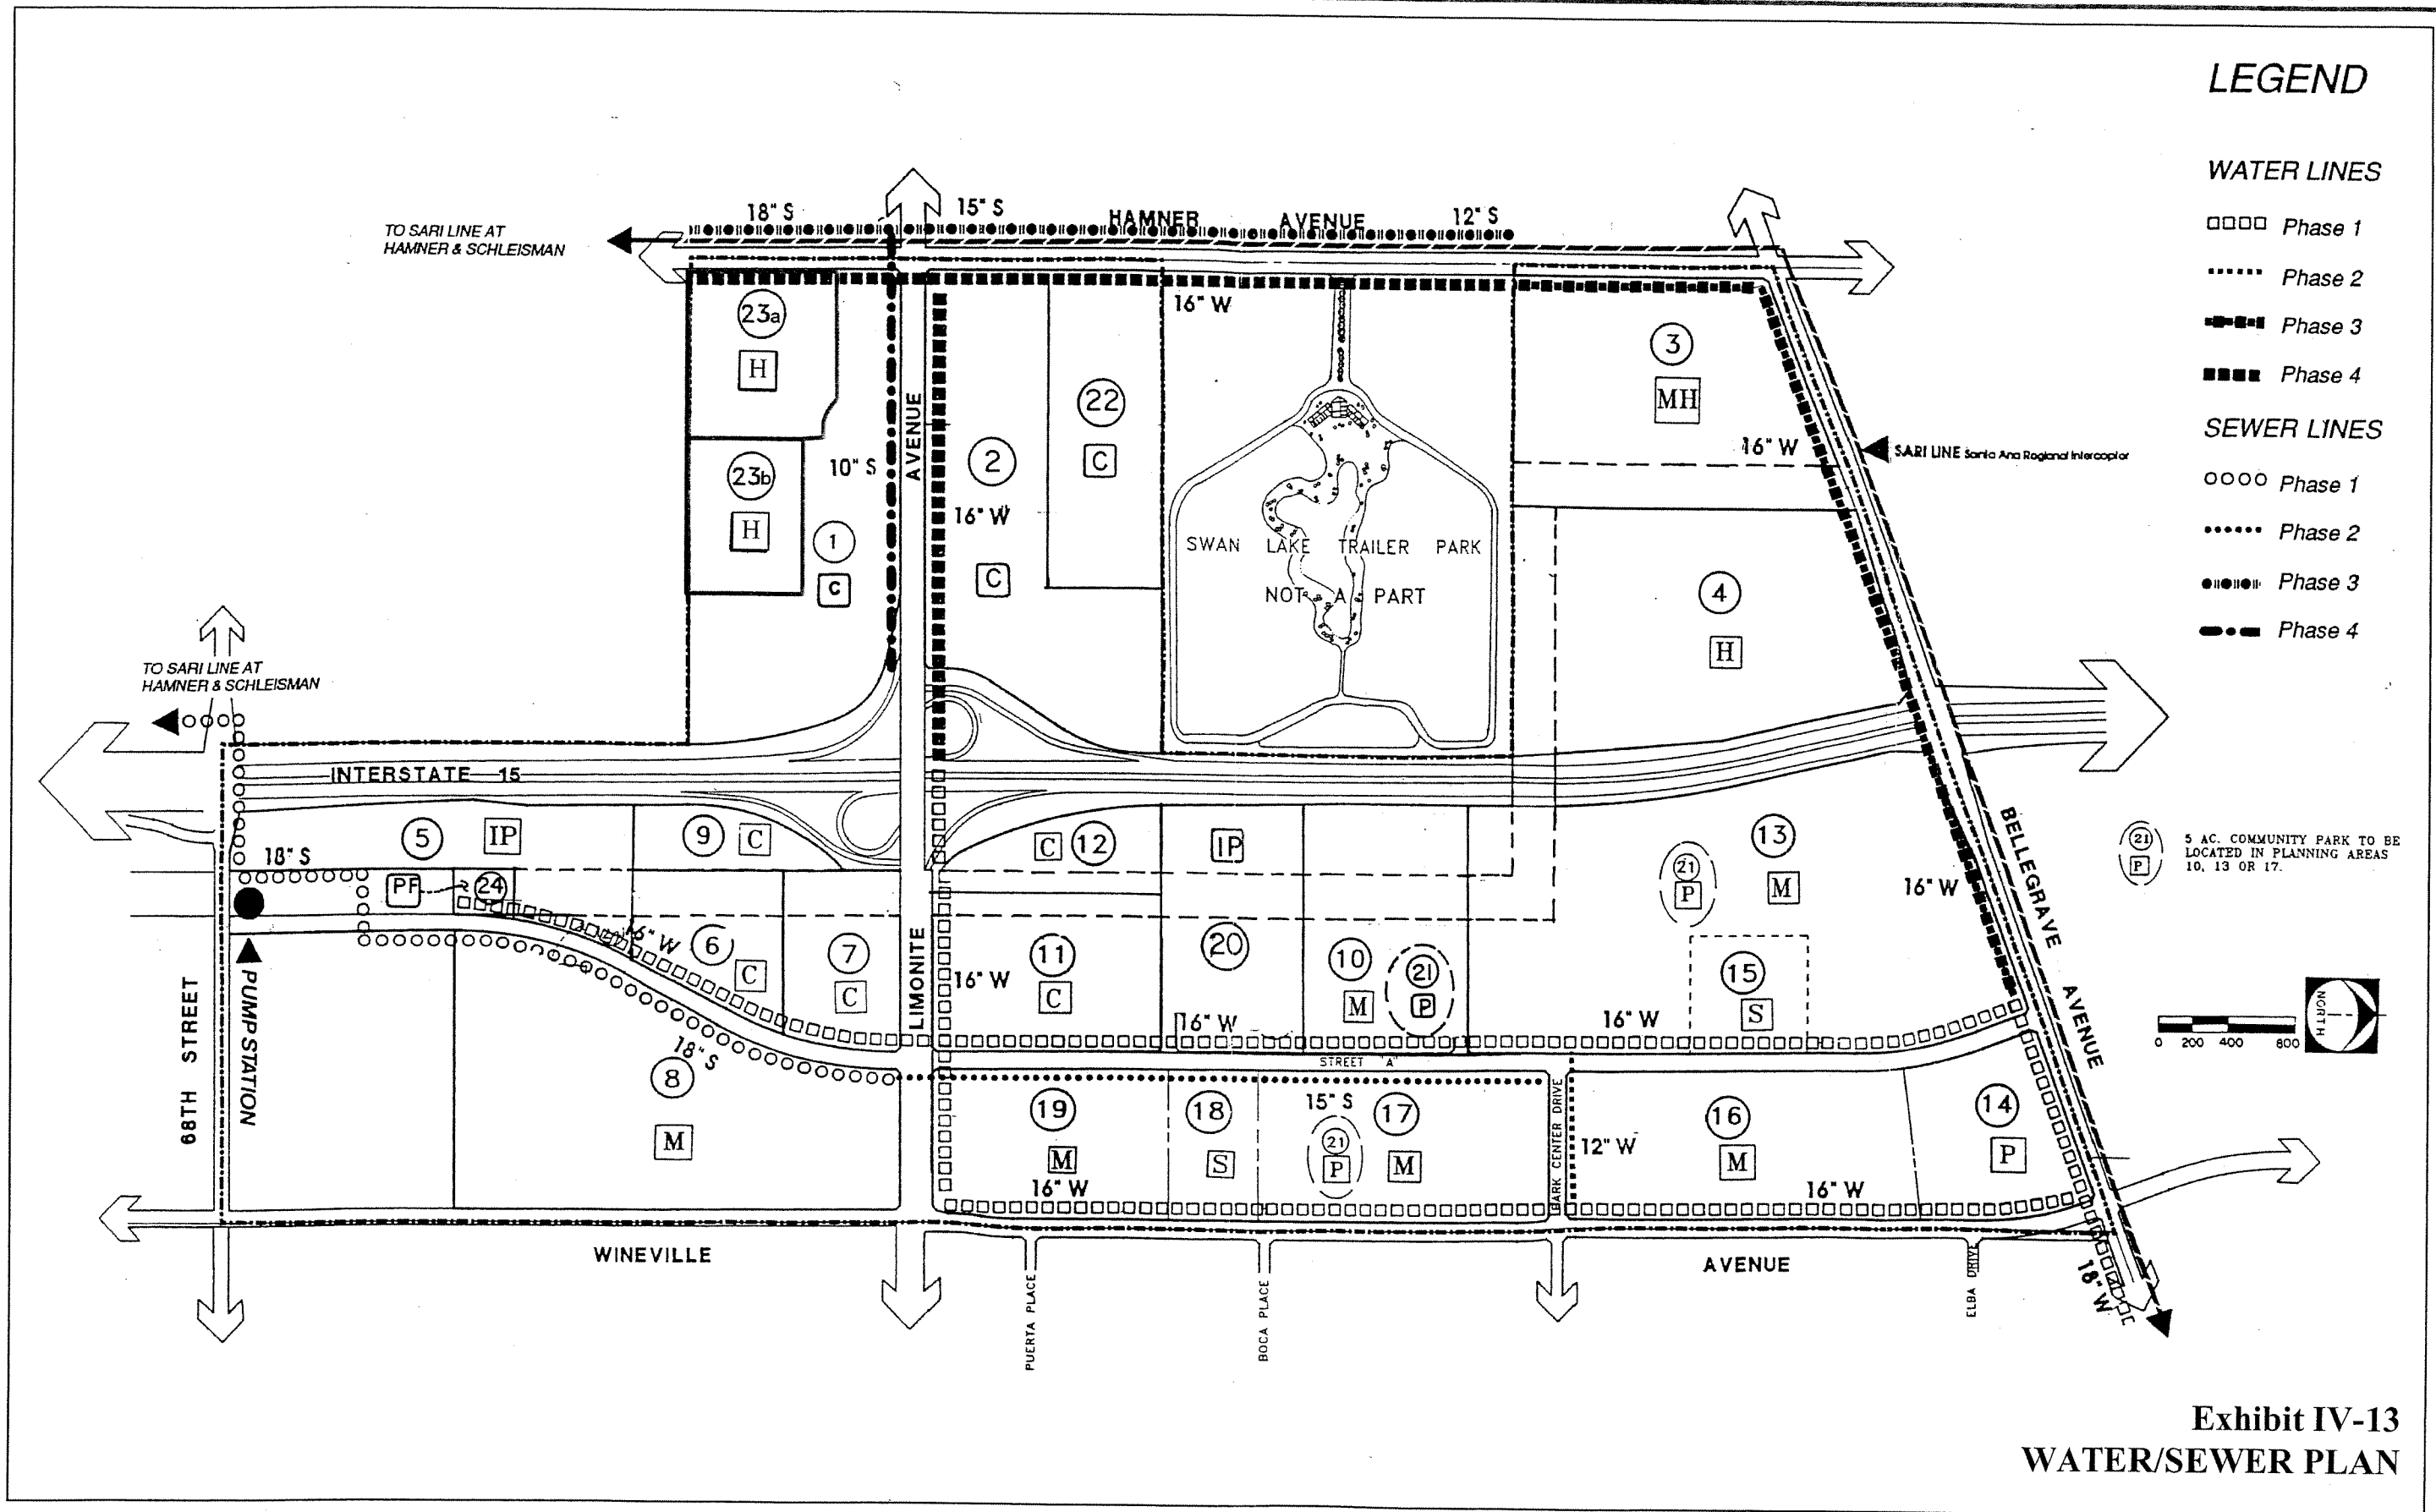 LEGEND
WATER LINES
Phase 1
Phase 2
Phase 3
Phase 4
SEWER LINES
Phase 1
Phase 2
Phase 3
Phase 4
TO SARI LINE AT
HAMNER & SCHLEISMAN
18" S
15" S
HAMNER AVENUE
12" S
23a
H
16" W
3
MH
22
C
AVENUE
2
10" S
16" W
16" W
SARI LINE Santa Ana Regional Interceptor
23b
H
1
C
C
SWAN LAKE TRAILER PARK
NOT A PART
4
H
TO SARI LINE AT
HAMNER & SCHLEISMAN
INTERSTATE 15
5
IP
9
C
C
12
IP
13
M
21
P
BELLEGRAVE
AVENUE
21
P
5 AC. COMMUNITY PARK TO BE
LOCATED IN PLANNING AREAS
10, 13 OR 17.
18" S
PF
24
16" W
16" W
6
C
7
C
LIMONITE
16" W
11
C
20
10
M
21
P
15
S
68TH STREET
PUMP STATION
16" W
16" W
STREET "A"
NORTH
0 200 400 800
18" S
8
M
19
M
18
S
15" S
21
P
17
M
PARK CENTER DRIVE
12" W
16
M
14
P
16" W
16" W
WINEVILLE
AVENUE
PUERTA PLACE
BOCA PLACE
ELBA DRIVE
18" W
Exhibit IV-13
WATER/SEWER PLAN